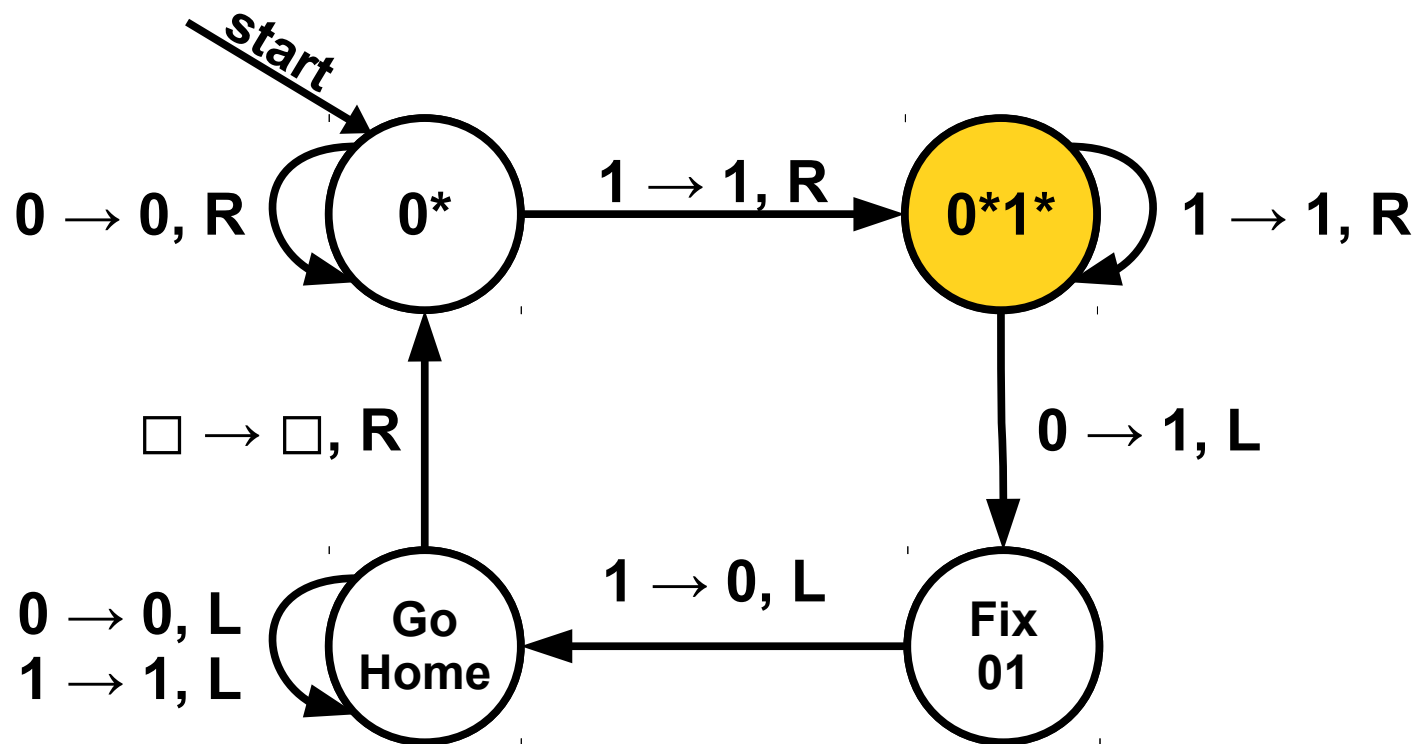 start
0 → 0, R
0*
1 → 1, R
0*1*
1 → 1, R
□ → □, R
0 → 1, L
0 → 0, L
1 → 1, L
Go
Home
1 → 0, L
Fix
01